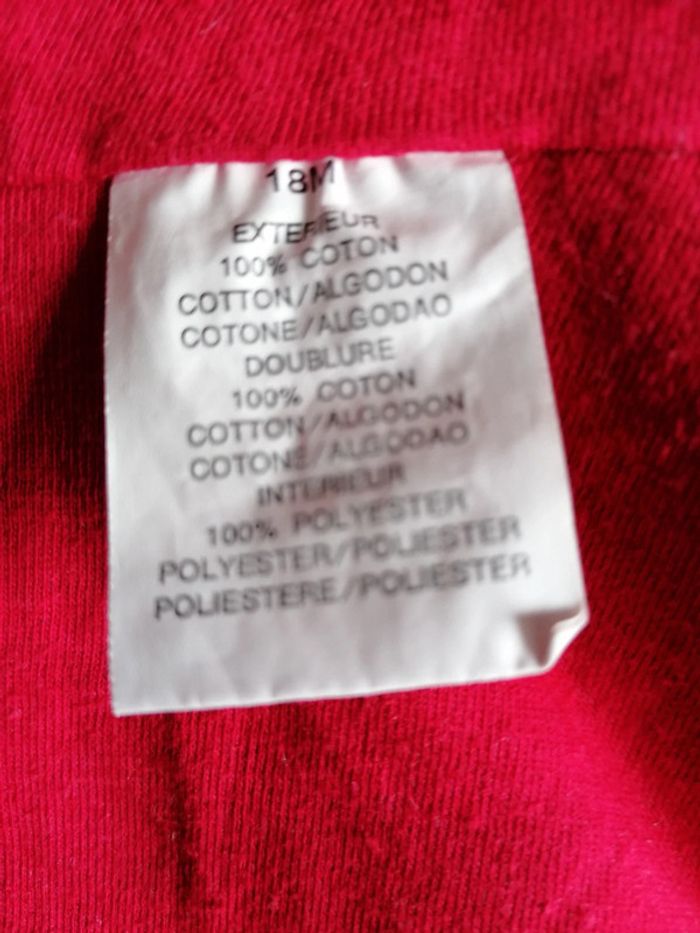 18M
EXTERIEUR
100% COTON
COTTON/ALGODON
COTONE/ALGODAO
DOUBLURE
100% COTON
COTTON/ALGODON
COTONE/ALGODAO
INTERIEUR
100% POLYESTER
POLYESTER/POLIESTER
POLIESTERE/POLIESTER